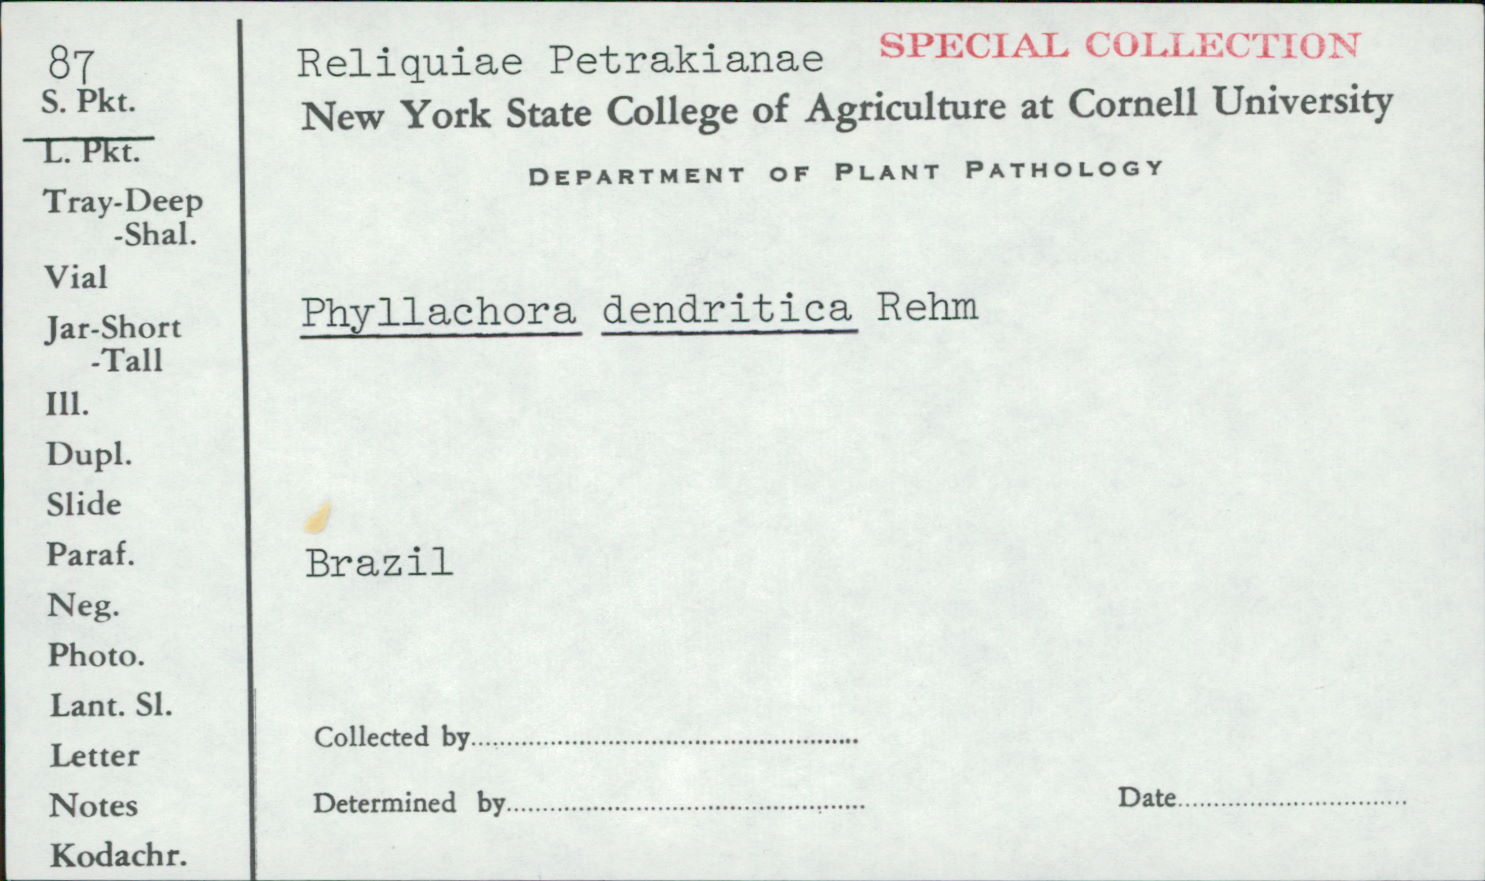 87
S. Pkt.
L. Pkt.
Tray-Deep
-Shal.
Vial
Jar-Short
-Tall
Ill.
Dupl.
Slide
Paraf.
Neg.
Photo.
Lant. Sl.
Letter
Notes
Kodachr.
Reliquiae Petrakianae SPECIAL COLLECTION
New York State College of Agriculture at Cornell University
DEPARTMENT OF PLANT PATHOLOGY
Phyllachora dendritica Rehm
Brazil
Collected by
Determined by
Date